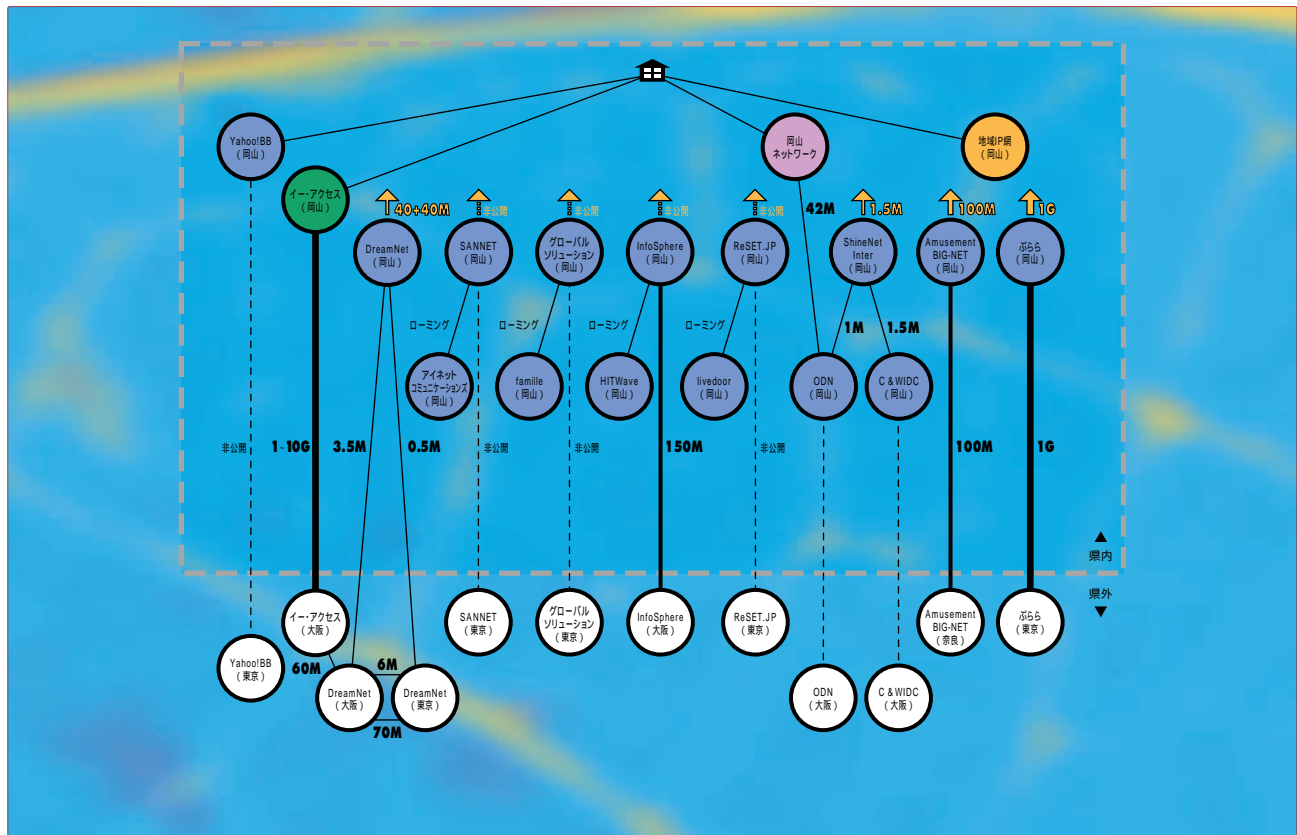 Yahoo!BB
(岡山)
岡山
ネットワーク
地域IP網
(岡山)
イー・アクセス
(岡山)
40+40M
非公開
非公開
非公開
非公開
42M
1.5M
100M
1G
DreamNet
(岡山)
SANNET
(岡山)
グローバル
ソリューション
(岡山)
InfoSphere
(岡山)
ReSET.JP
(岡山)
ShineNet
Inter
(岡山)
Amusement
BIG-NET
(岡山)
ぷらら
(岡山)
ローミング
ローミング
ローミング
ローミング
1M
1.5M
アイネット
コミュニケーションズ
(岡山)
famille
(岡山)
HITWave
(岡山)
livedoor
(岡山)
ODN
(岡山)
C&WIDC
(岡山)
非公開
1~10G
3.5M
0.5M
非公開
非公開
150M
非公開
100M
1G
▲
県内
県外
▼
イー・アクセス
(大阪)
SANNET
(東京)
グローバル
ソリューション
(東京)
InfoSphere
(大阪)
ReSET.JP
(東京)
Amusement
BIG-NET
(奈良)
ぷらら
(東京)
Yahoo!BB
(東京)
60M
6M
DreamNet
(大阪)
DreamNet
(東京)
70M
ODN
(大阪)
C&WIDC
(大阪)